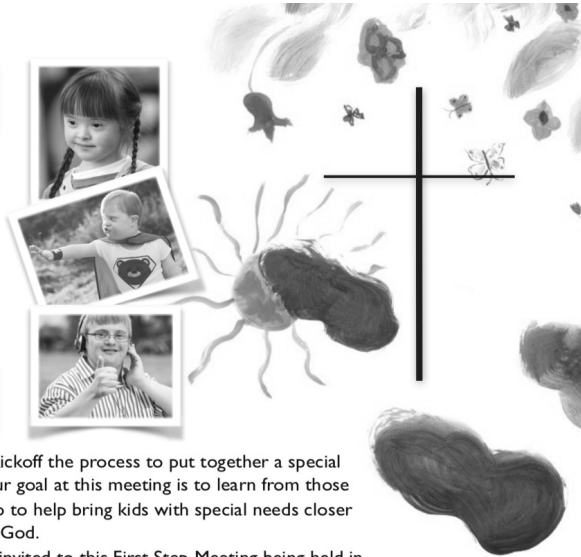 ickoff the process to put together a special
ur goal at this meeting is to learn from those
o to help bring kids with special needs closer
God.
invited to this First Step Meeting being held in